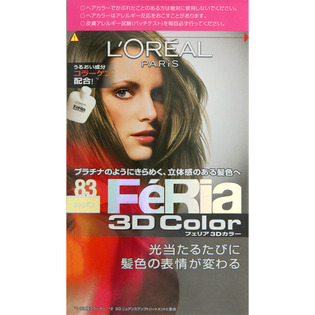 ・ヘアカラーでかぶれたことのある方は絶対に使用しないでください。
・ヘアカラーはアレルギー反応をおこすことがあります。
・皮膚アレルギー試験(パッチテスト)を毎回必ず行ってください。
L'ORÉAL
PARIS
うるおい成分
コラーゲン
配合!
プラチナのようにきらめく、立体感のある髪色へ
83
FéRia
3D Color
フェリア 3Dカラー
光当たるたびに
髪色の表情が変わる